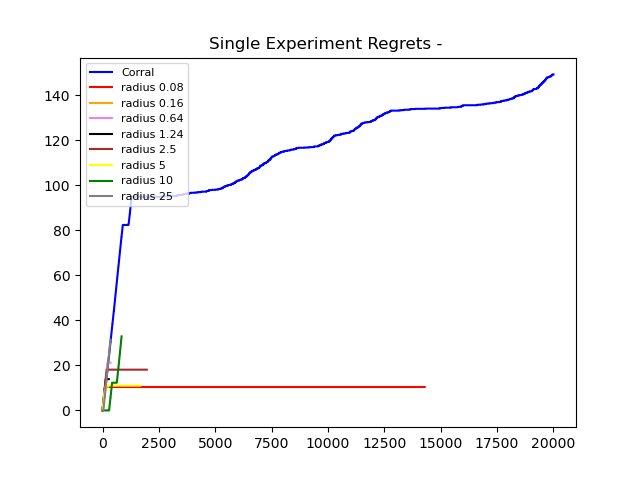 Single Experiment Regrets -
Corral
radius 0.08
radius 0.16
radius 0.64
radius 1.24
radius 2.5
radius 5
radius 10
radius 25
140
120
100
80
60
40
20
0
0 2500 5000 7500 10000 12500 15000 17500 20000